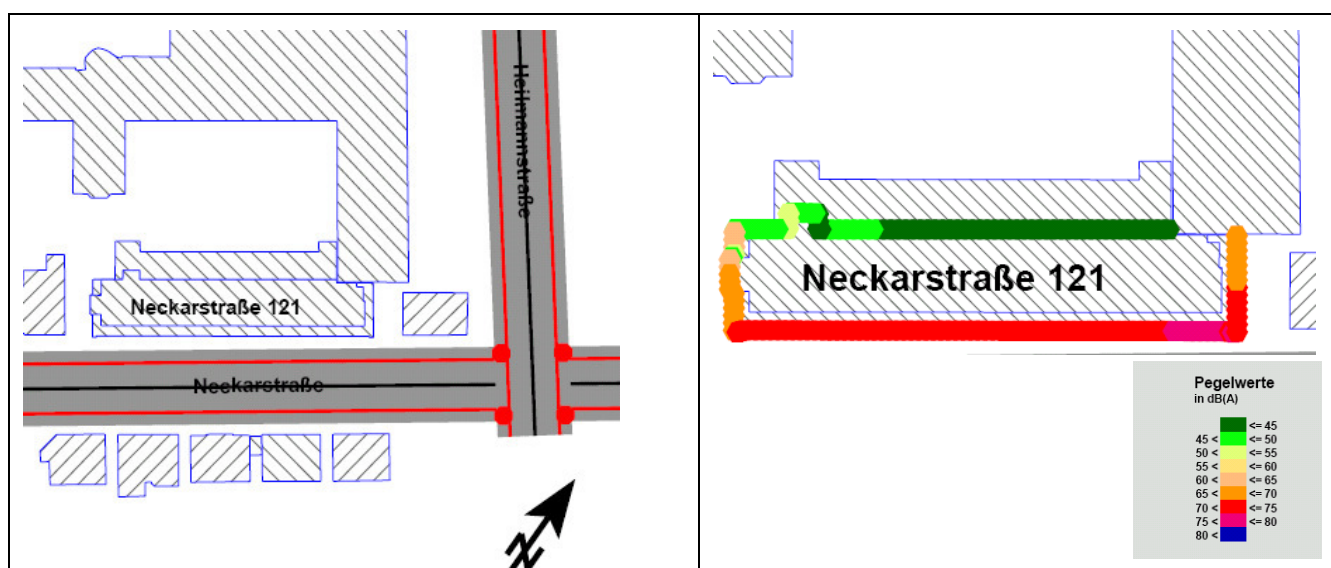 Heilmannstraße
Neckarstraße 121
Neckarstraße
N
Neckarstraße 121
Pegelwerte
in dB(A)
<= 45
45 < <= 50
50 < <= 55
55 < <= 60
60 < <= 65
65 < <= 70
70 < <= 75
75 < <= 80
80 <